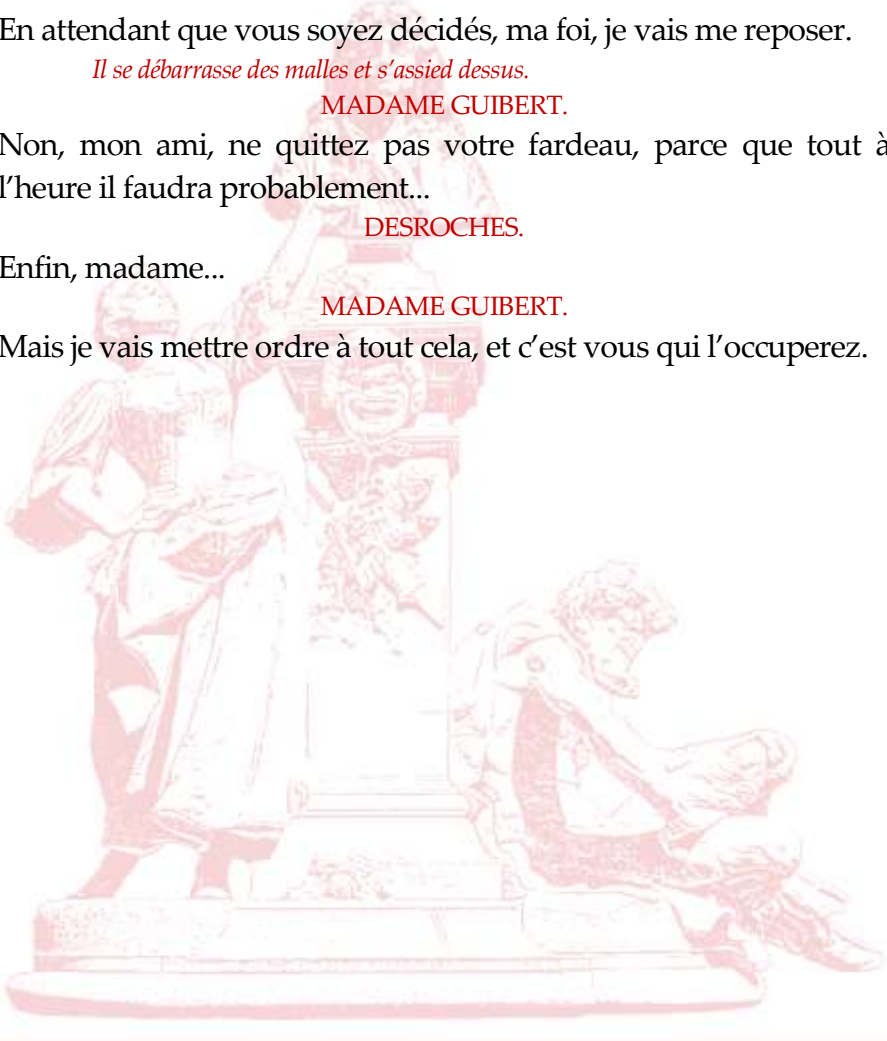 En attendant que vous soyez décidés, ma foi, je vais me reposer.
Il se débarrasse des malles et s’assied dessus.
MADAME GUIBERT.
Non, mon ami, ne quittez pas votre fardeau, parce que tout à
l’heure il faudra probablement...
DESROCHES.
Enfin, madame...
MADAME GUIBERT.
Mais je vais mettre ordre à tout cela, et c’est vous qui l’occuperez.